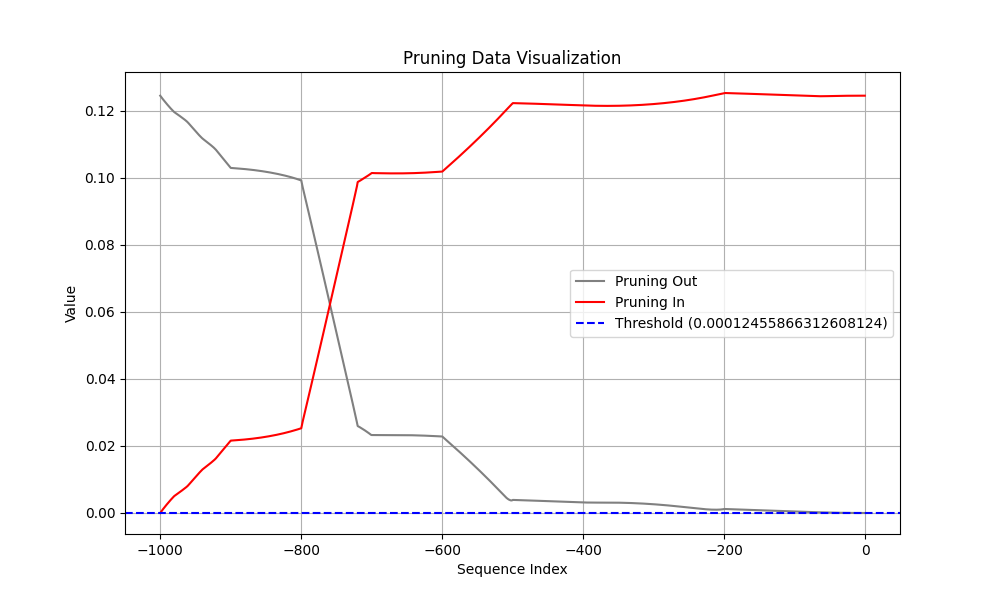 Pruning Data Visualization
Value
0.12
0.10
0.08
0.06
0.04
0.02
0.00
Pruning Out
Pruning In
Threshold (0.00012455866312608124)
−1000
−800
−600
−400
−200
0
Sequence Index